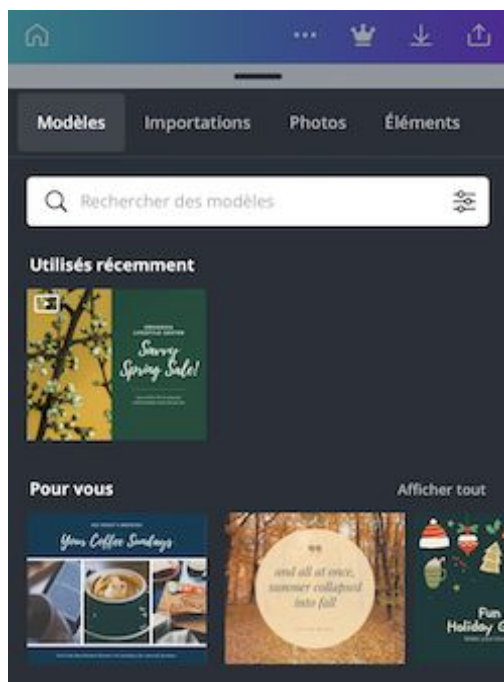 Modèles Importations Photos Éléments
Rechercher des modèles
Utilisés récemment
Savvy
Spring Sale!
Pour vous Afficher tout
Your Coffee Sundays
and all at once,
summer collapsed
into fall
Fun
Holiday G